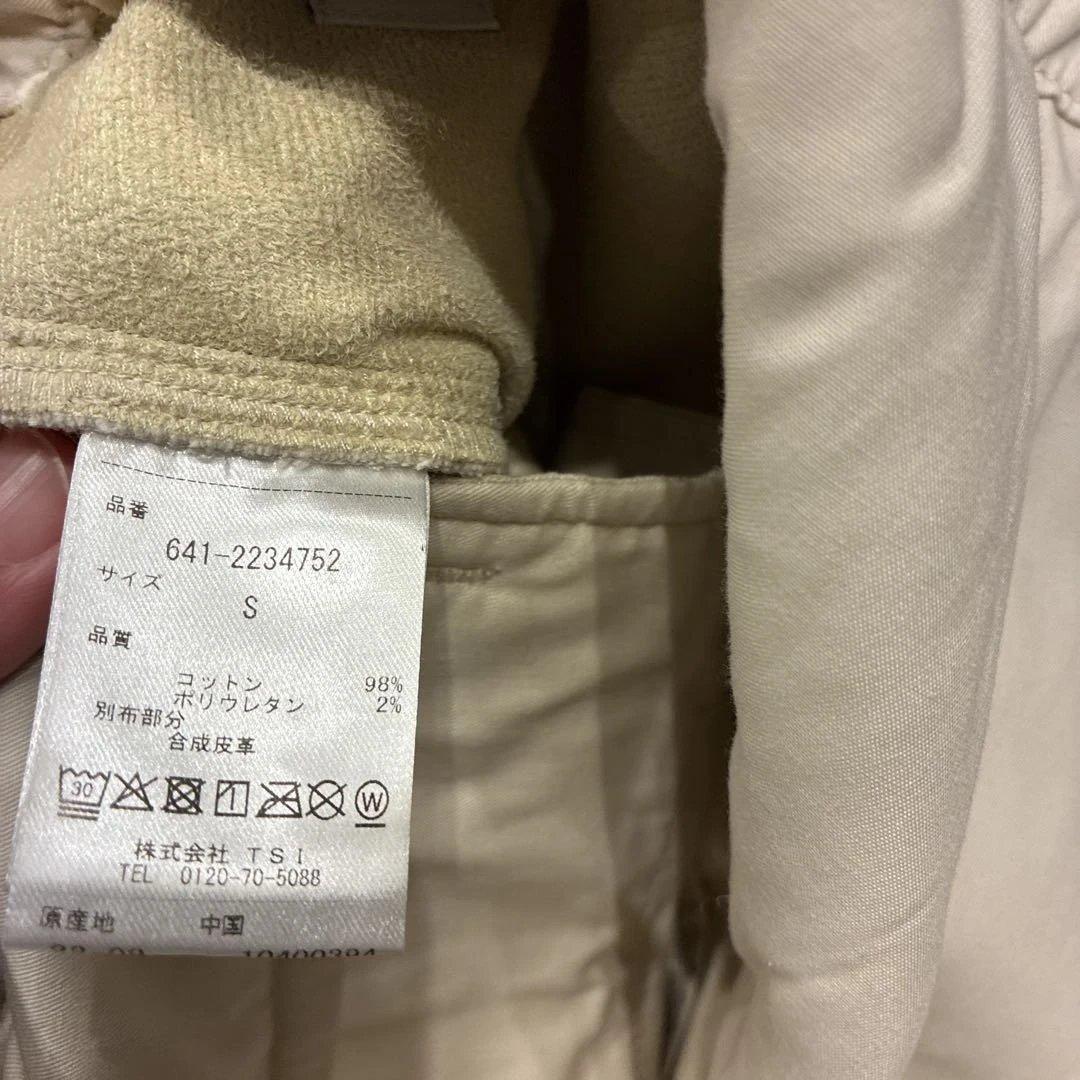 品番
641-2234752
サイズ
S
品質
コットン 98%
ポリウレタン 2%
別布部分
合成皮革
30 W
株式会社 TSI
TEL 0120-70-5088
原産地 中国